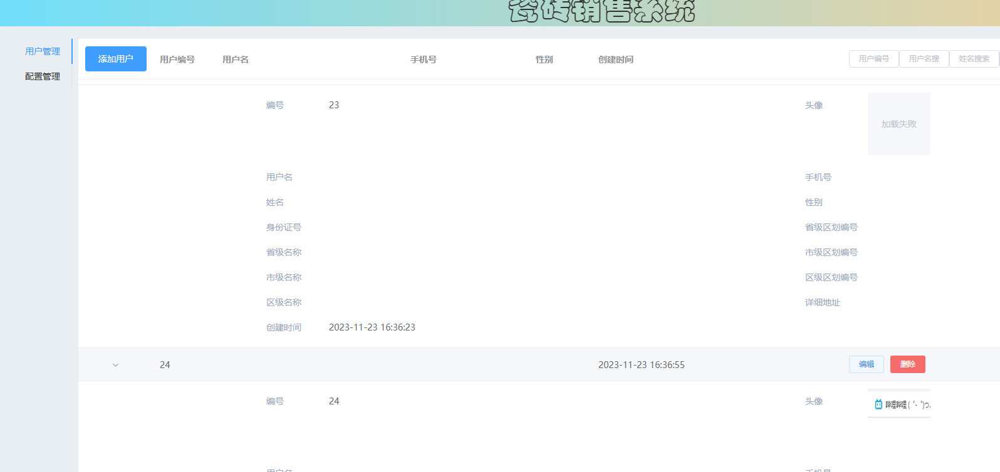 瓷砖销售系统
用户管理
配置管理
添加用户 用户编号 用户名 手机号 性别 创建时间 用户编号 用户名搜 姓名搜索
编号 23 头像 加载失败
用户名 手机号
姓名 性别
身份证号 省级区划编号
省级名称 市级区划编号
市级名称 区级区划编号
区级名称 详细地址
创建时间 2023-11-23 16:36:23
24 2023-11-23 16:36:55 编辑 删除
编号 24 头像 哔哩哔哩 ( ゜- ゜)つ
用户名 手机号